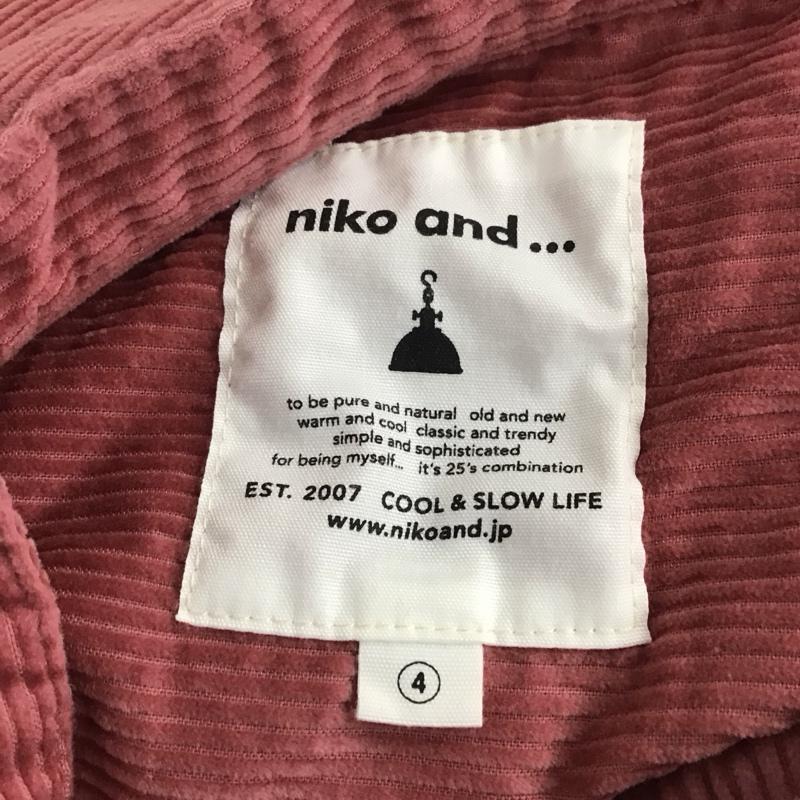 niko and...
to be pure and natural old and new
warm and cool classic and trendy
simple and sophisticated
for being myself... it's 25's combination
EST. 2007 COOL & SLOW LIFE
www.nikoand.jp
4